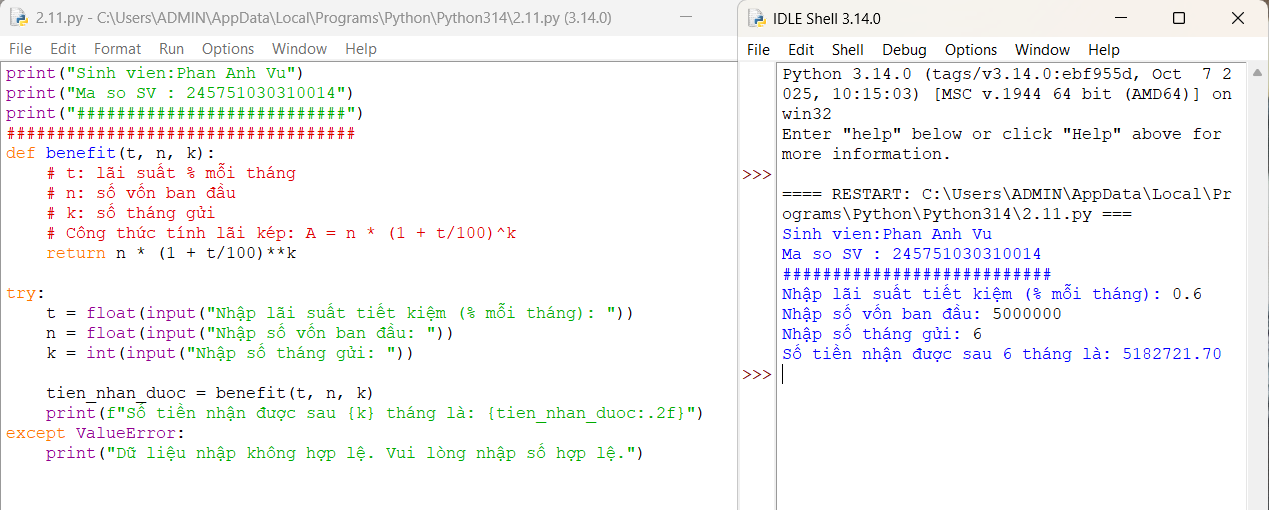 2.11.py - C:\Users\ADMIN\AppData\Local\Programs\Python\Python314\2.11.py (3.14.0)
File Edit Format Run Options Window Help
print("Sinh vien:Phan Anh Vu")
print("Ma so SV : 245751030310014")
print("###########################")
###################################
def benefit(t, n, k):
    # t: lãi suất % mỗi tháng
    # n: số vốn ban đầu
    # k: số tháng gửi
    # Công thức tính lãi kép: A = n * (1 + t/100)^k
    return n * (1 + t/100)**k
try:
    t = float(input("Nhập lãi suất tiết kiệm (% mỗi tháng): "))
    n = float(input("Nhập số vốn ban đầu: "))
    k = int(input("Nhập số tháng gửi: "))
    tien_nhan_duoc = benefit(t, n, k)
    print(f"Số tiền nhận được sau {k} tháng là: {tien_nhan_duoc:.2f}")
except ValueError:
    print("Dữ liệu nhập không hợp lệ. Vui lòng nhập số hợp lệ.")
IDLE Shell 3.14.0
File Edit Shell Debug Options Window Help
Python 3.14.0 (tags/v3.14.0:ebf955d, Oct  7 2
025, 10:15:03) [MSC v.1944 64 bit (AMD64)] on
win32
Enter "help" below or click "Help" above for
more information.
>>>
==== RESTART: C:\Users\ADMIN\AppData\Local\Pr
ograms\Python\Python314\2.11.py ===
Sinh vien:Phan Anh Vu
Ma so SV : 245751030310014
###########################
Nhập lãi suất tiết kiệm (% mỗi tháng): 0.6
Nhập số vốn ban đầu: 5000000
Nhập số tháng gửi: 6
Số tiền nhận được sau 6 tháng là: 5182721.70
>>>